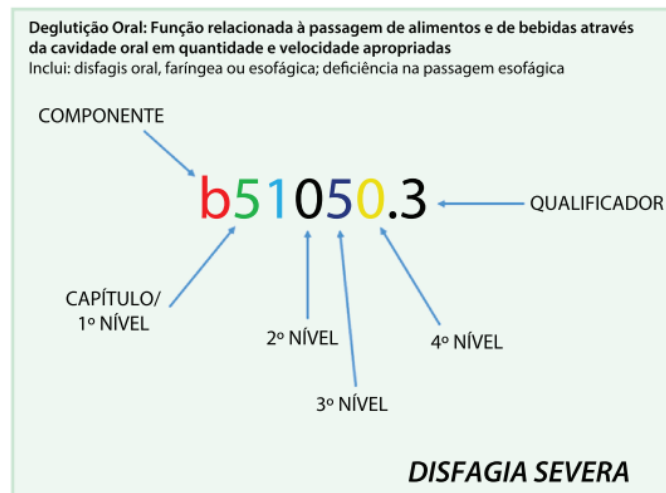 Deglutição Oral: Função relacionada à passagem de alimentos e de bebidas através
da cavidade oral em quantidade e velocidade apropriadas
Inclui: disfagis oral, faríngea ou esofágica; deficiência na passagem esofágica
COMPONENTE
b51050.3
QUALIFICADOR
CAPÍTULO/
1º NÍVEL
2º NÍVEL
4º NÍVEL
3º NÍVEL
DISFAGIA SEVERA